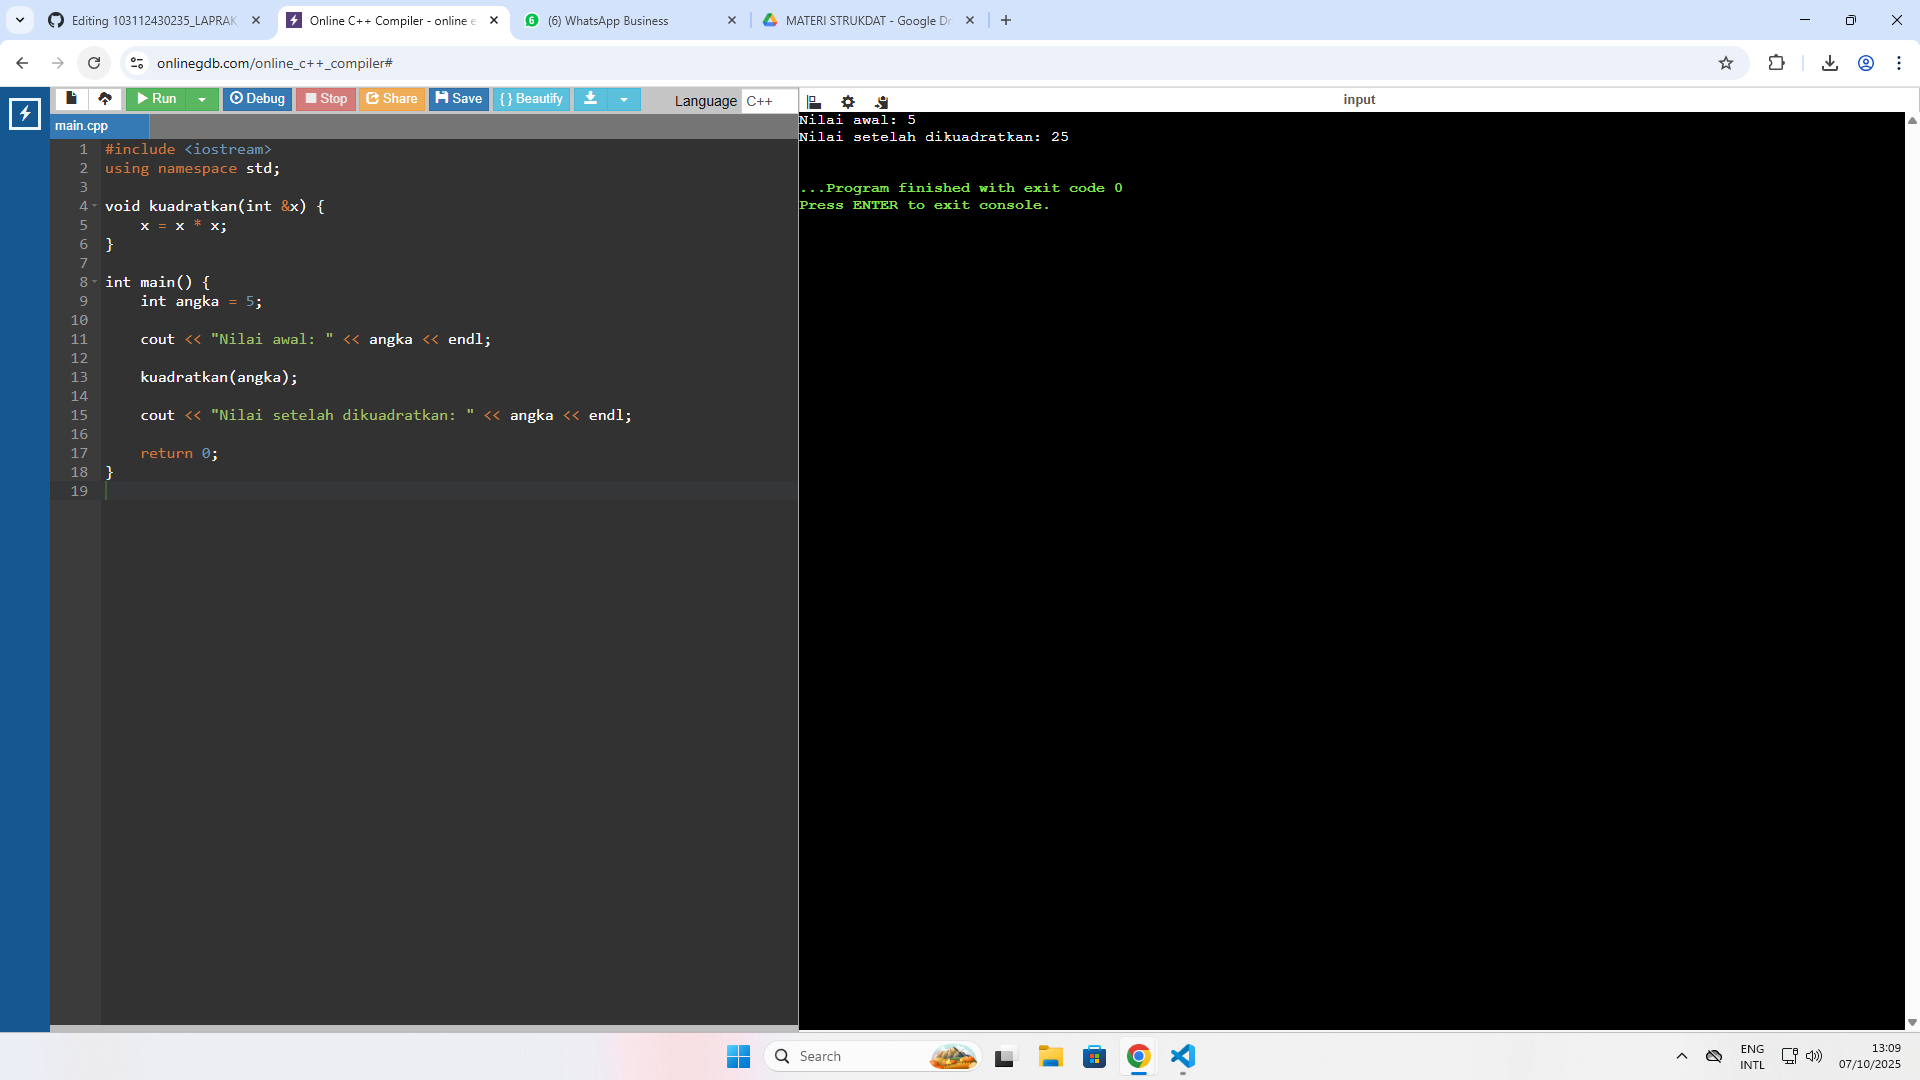 Editing 103112430235_LAPRAK
Online C++ Compiler - online e
6
(6) WhatsApp Business
MATERI STRUKDAT - Google Dr
onlinegdb.com/online_c++_compiler#
Run
Debug
Stop
Share
Save
{ } Beautify
Language
C++
input
main.cpp
1 #include <iostream>
2 using namespace std;
3
4 void kuadratkan(int &x) {
5 x = x * x;
6 }
7
8 int main() {
9 int angka = 5;
10
11 cout << "Nilai awal: " << angka << endl;
12
13 kuadratkan(angka);
14
15 cout << "Nilai setelah dikuadratkan: " << angka << endl;
16
17 return 0;
18 }
19
Nilai awal: 5
Nilai setelah dikuadratkan: 25
...Program finished with exit code 0
Press ENTER to exit console.
Search
ENG
INTL
13:09
07/10/2025